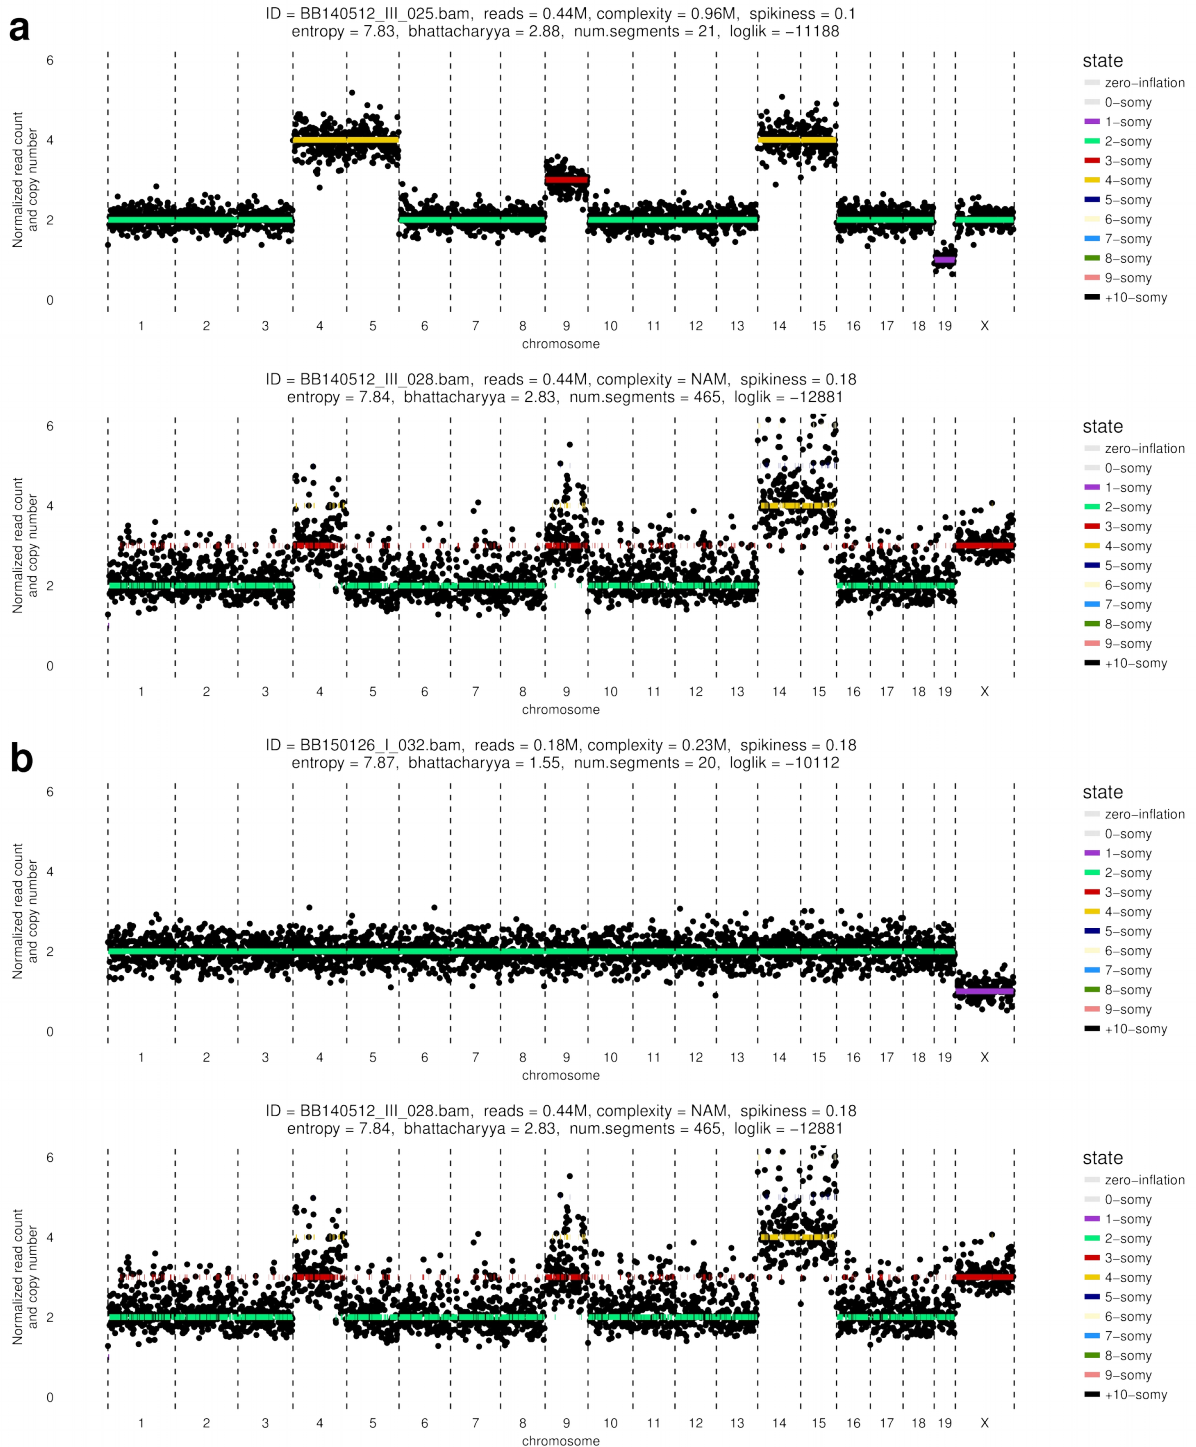 a
ID = BB140512_III_025.bam, reads = 0.44M, complexity = 0.96M, spikiness = 0.1
entropy = 7.83, bhattacharyya = 2.88, num.segments = 21, loglik = −11188
Normalized read count
and copy number
6
4
2
0
1 2 3 4 5 6 7 8 9 10 11 12 13 14 15 16 17 18 19 X
chromosome
state
zero−inflation
0−somy
1−somy
2−somy
3−somy
4−somy
5−somy
6−somy
7−somy
8−somy
9−somy
+10−somy
ID = BB140512_III_028.bam, reads = 0.44M, complexity = NAM, spikiness = 0.18
entropy = 7.84, bhattacharyya = 2.83, num.segments = 465, loglik = −12881
Normalized read count
and copy number
6
4
2
0
1 2 3 4 5 6 7 8 9 10 11 12 13 14 15 16 17 18 19 X
chromosome
state
zero−inflation
0−somy
1−somy
2−somy
3−somy
4−somy
5−somy
6−somy
7−somy
8−somy
9−somy
+10−somy
b
ID = BB150126_I_032.bam, reads = 0.18M, complexity = 0.23M, spikiness = 0.18
entropy = 7.87, bhattacharyya = 1.55, num.segments = 20, loglik = −10112
Normalized read count
and copy number
6
4
2
0
1 2 3 4 5 6 7 8 9 10 11 12 13 14 15 16 17 18 19 X
chromosome
state
zero−inflation
0−somy
1−somy
2−somy
3−somy
4−somy
5−somy
6−somy
7−somy
8−somy
9−somy
+10−somy
ID = BB140512_III_028.bam, reads = 0.44M, complexity = NAM, spikiness = 0.18
entropy = 7.84, bhattacharyya = 2.83, num.segments = 465, loglik = −12881
Normalized read count
and copy number
6
4
2
0
1 2 3 4 5 6 7 8 9 10 11 12 13 14 15 16 17 18 19 X
chromosome
state
zero−inflation
0−somy
1−somy
2−somy
3−somy
4−somy
5−somy
6−somy
7−somy
8−somy
9−somy
+10−somy